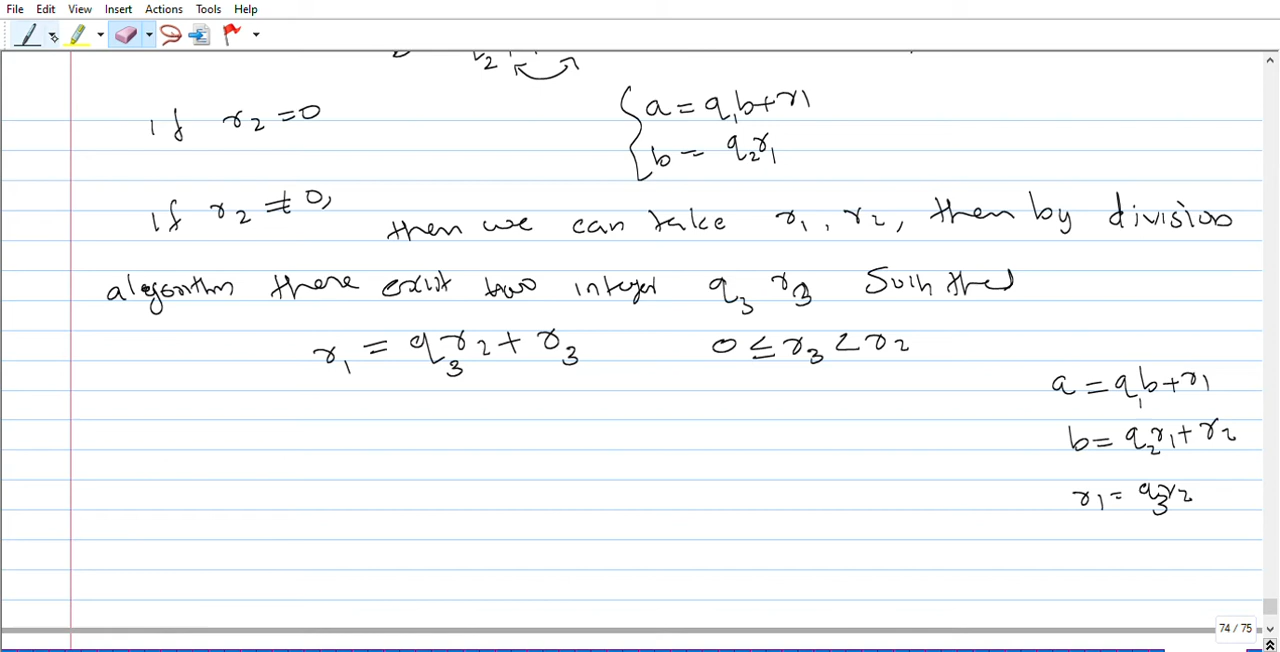 File Edit View Insert Actions Tools Help
r₂
if r₂ = 0
a = q₁b + r₁
b = q₂r₁
if r₂ ≠ 0,
then we can take r₁, r₂, then by division
algorithm there exist two integer q₃ r₃ Such that
r₁ = q₃r₂ + r₃ 0 ≤ r₃ < r₂
a = q₁b + r₁
b = q₂r₁ + r₂
r₁ = q₃r₂
74 / 75